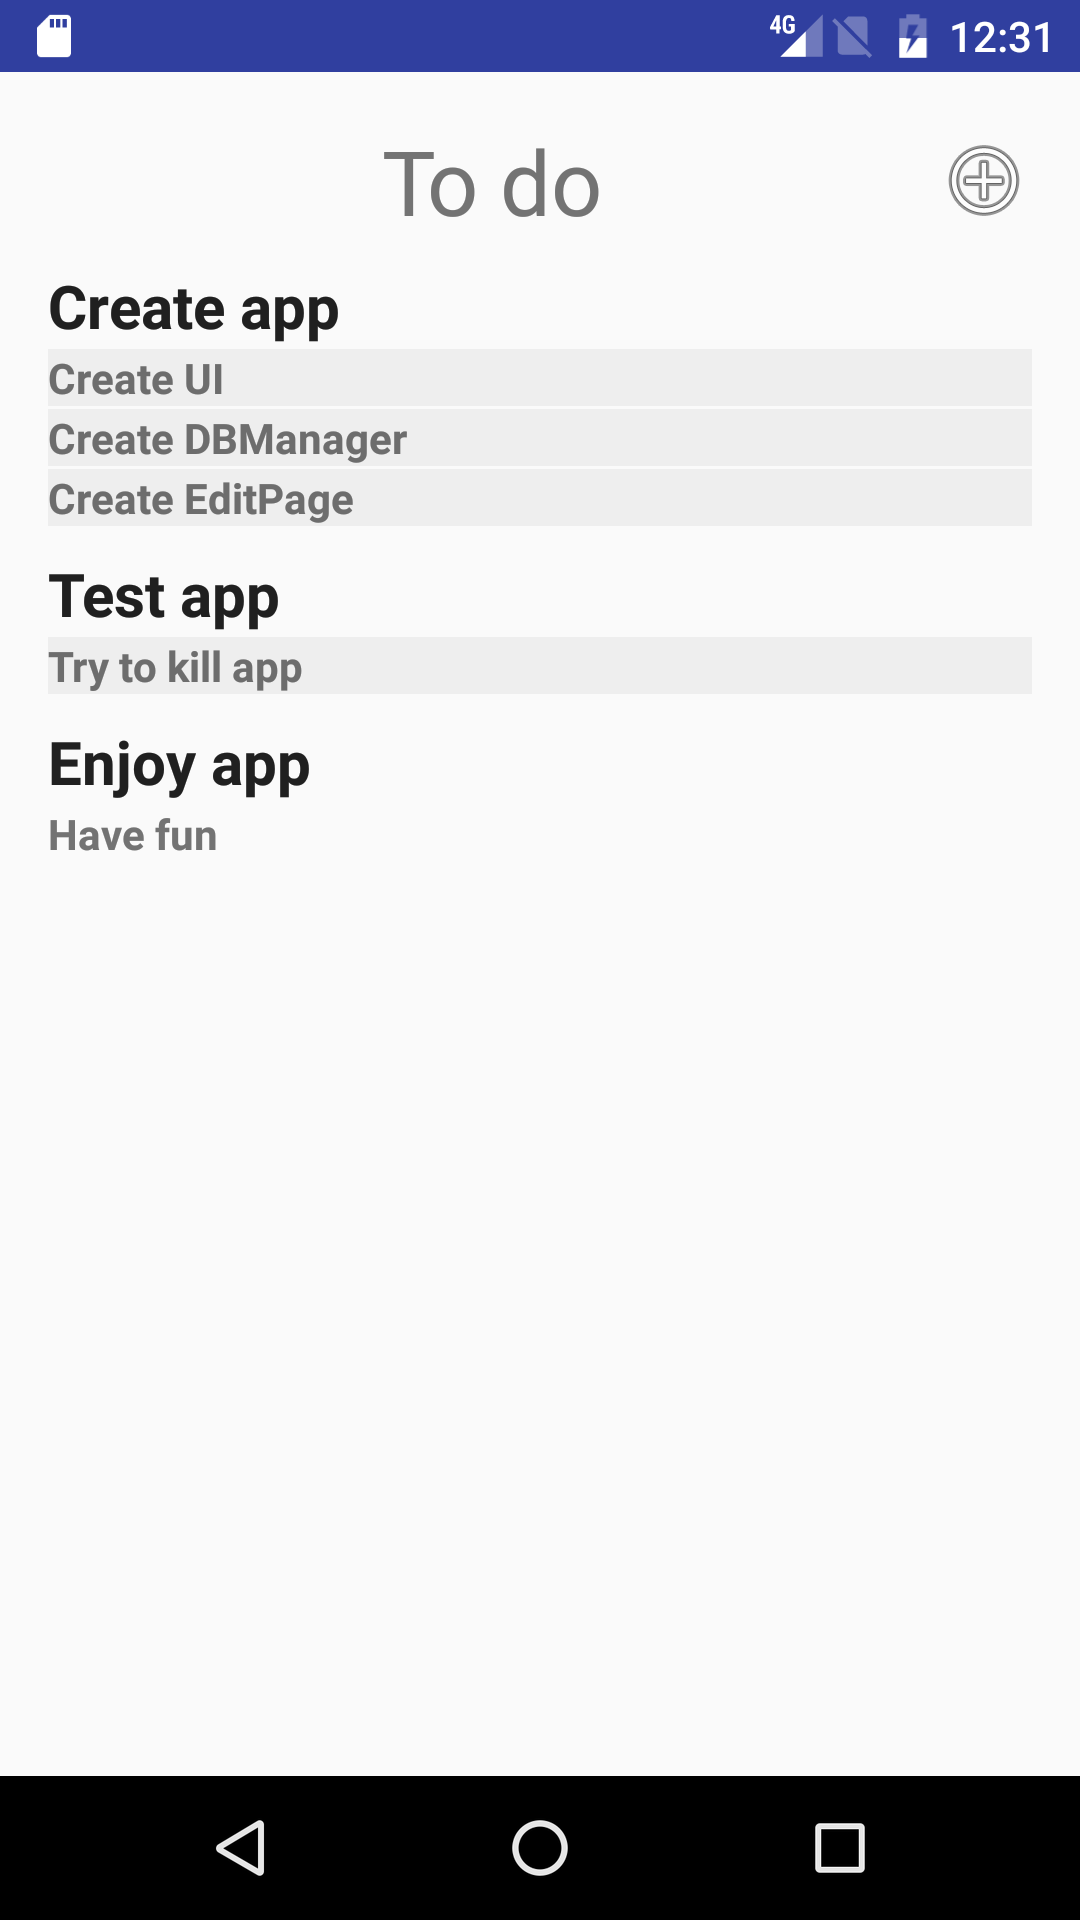 4G 12:31
To do
Create app
Create UI
Create DBManager
Create EditPage
Test app
Try to kill app
Enjoy app
Have fun